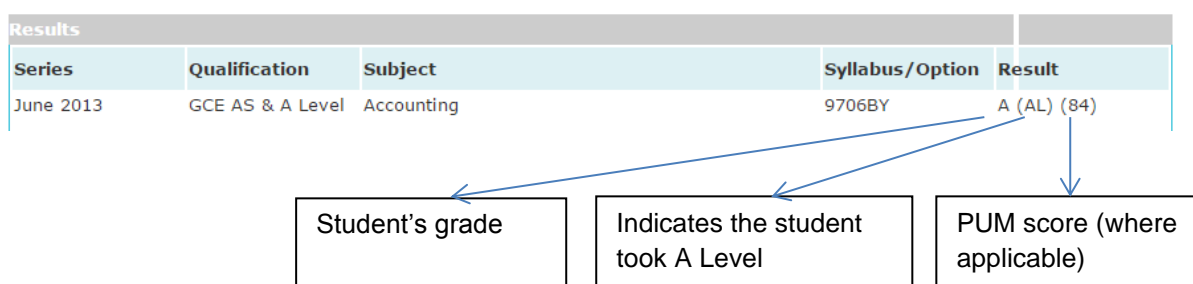 Results
Series Qualification Subject Syllabus/Option Result
June 2013 GCE AS & A Level Accounting 9706BY A (AL) (84)
Student's grade
Indicates the student
took A Level
PUM score (where
applicable)